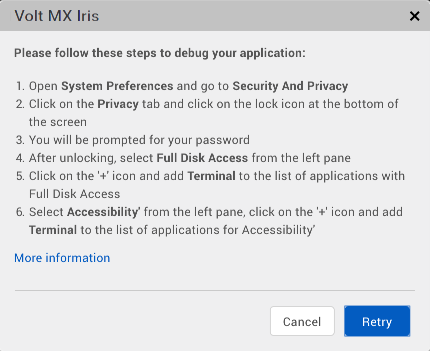 Volt MX Iris
Please follow these steps to debug your application:
1. Open System Preferences and go to Security And Privacy
2. Click on the Privacy tab and click on the lock icon at the bottom of
the screen
3. You will be prompted for your password
4. After unlocking, select Full Disk Access from the left pane
5. Click on the '+' icon and add Terminal to the list of applications with
Full Disk Access
6. Select Accessibility' from the left pane, click on the '+' icon and add
Terminal to the list of applications for Accessibility'
More information
Cancel
Retry